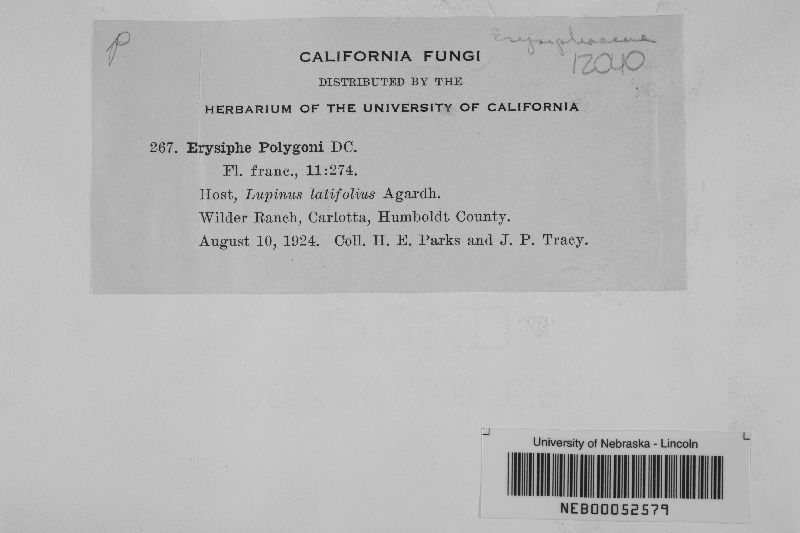 p
Erysiphaceae
12040
CALIFORNIA FUNGI
DISTRIBUTED BY THE
HERBARIUM OF THE UNIVERSITY OF CALIFORNIA
267. Erysiphe Polygoni DC.
Fl. franc., 11:274.
Host, Lupinus latifolius Agardh.
Wilder Ranch, Carlotta, Humboldt County.
August 10, 1924. Coll. H. E. Parks and J. P. Tracy.
University of Nebraska - Lincoln
NEB00052579